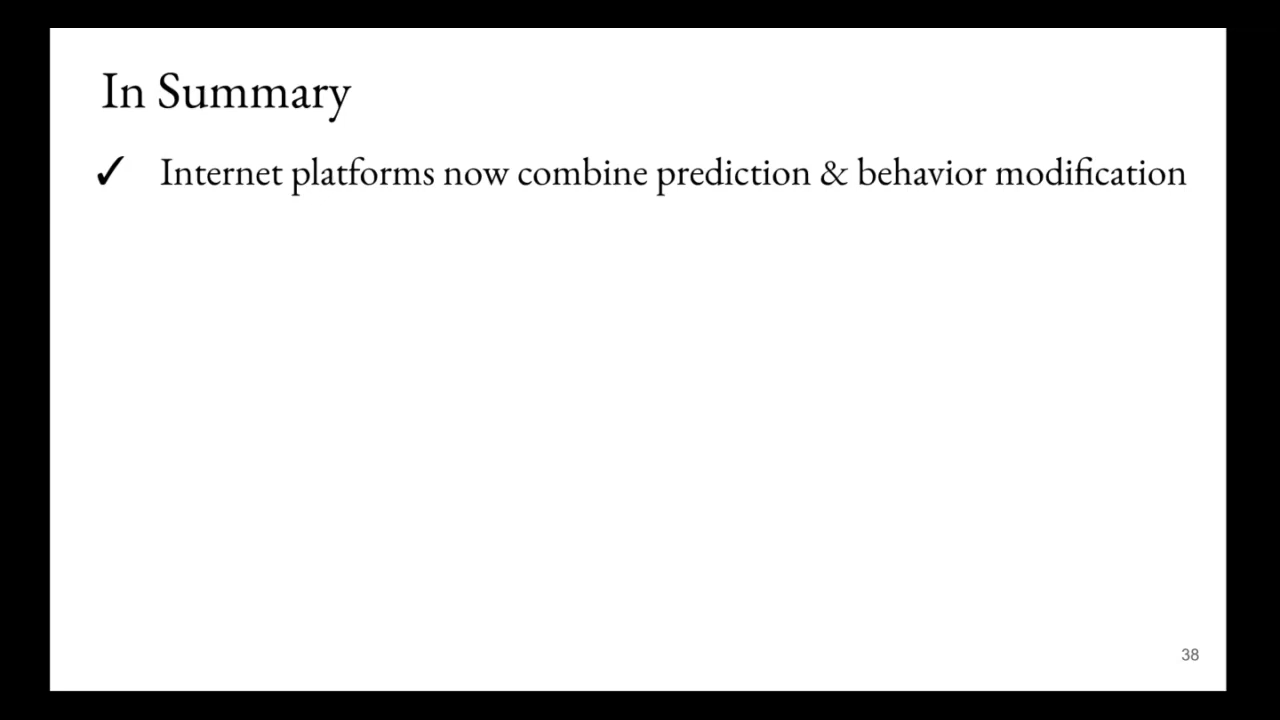 In Summary
✓ Internet platforms now combine prediction & behavior modification
38